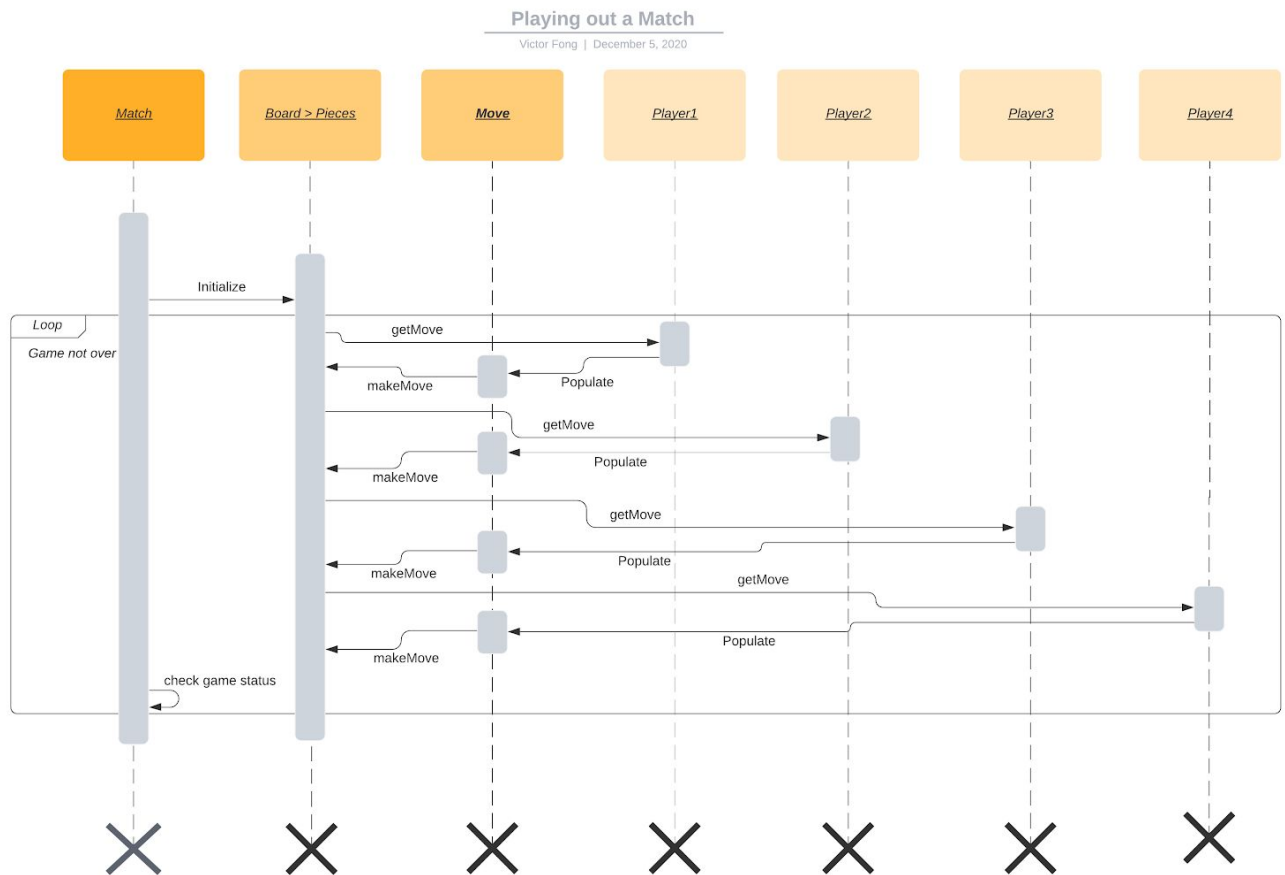 Playing out a Match
Victor Fong | December 5, 2020
Match
Board > Pieces
Move
Player1
Player2
Player3
Player4
Initialize
Loop
Game not over
getMove
Populate
makeMove
getMove
Populate
makeMove
getMove
Populate
makeMove
getMove
Populate
makeMove
check game status